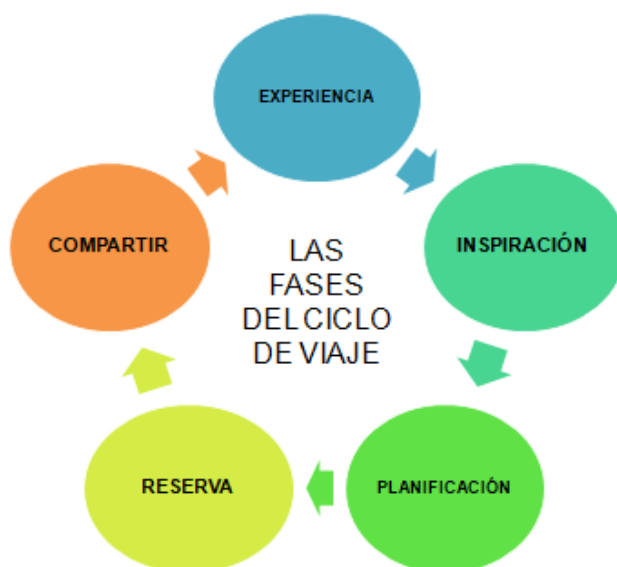 EXPERIENCIA
COMPARTIR
INSPIRACIÓN
LAS
FASES
DEL CICLO
DE VIAJE
RESERVA
PLANIFICACIÓN